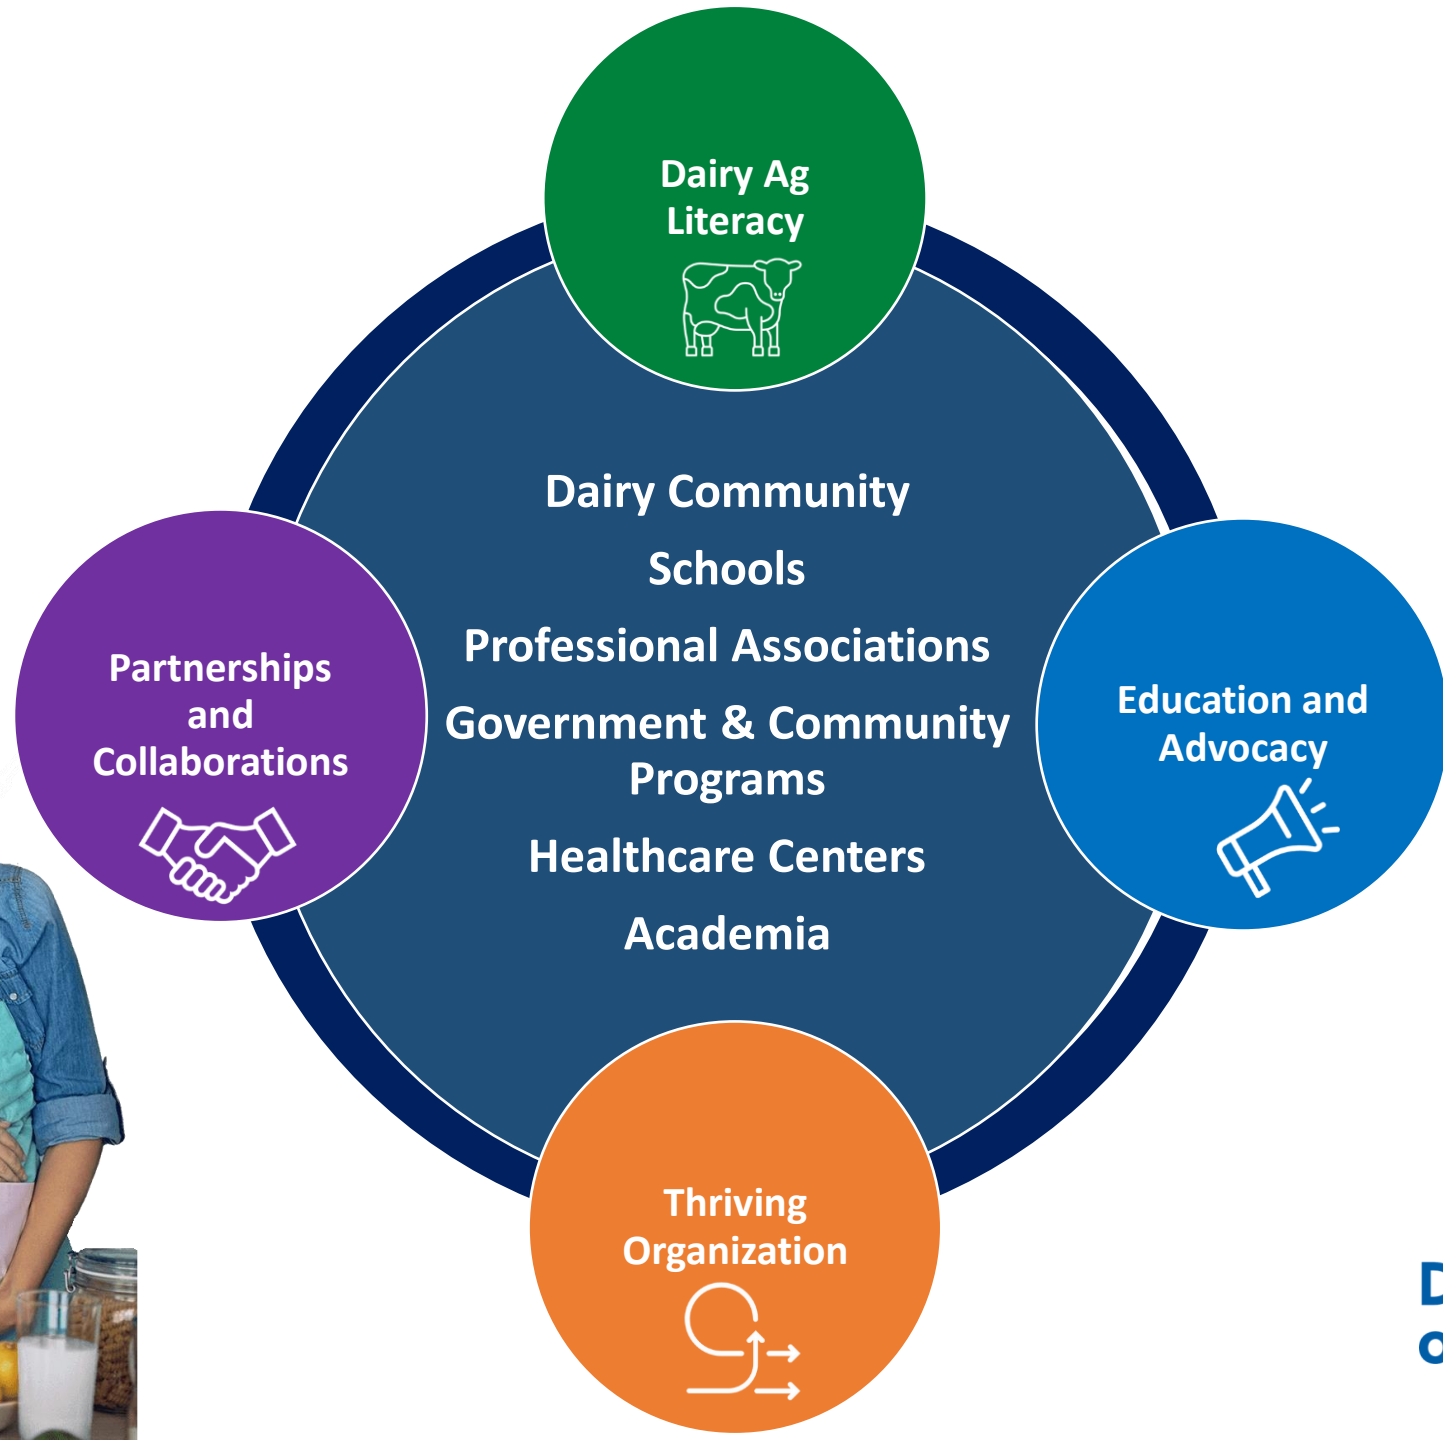 Dairy Ag
Literacy
Dairy Community
Schools
Professional Associations
Government & Community
Programs
Healthcare Centers
Academia
Partnerships
and
Collaborations
Education and
Advocacy
Thriving
Organization